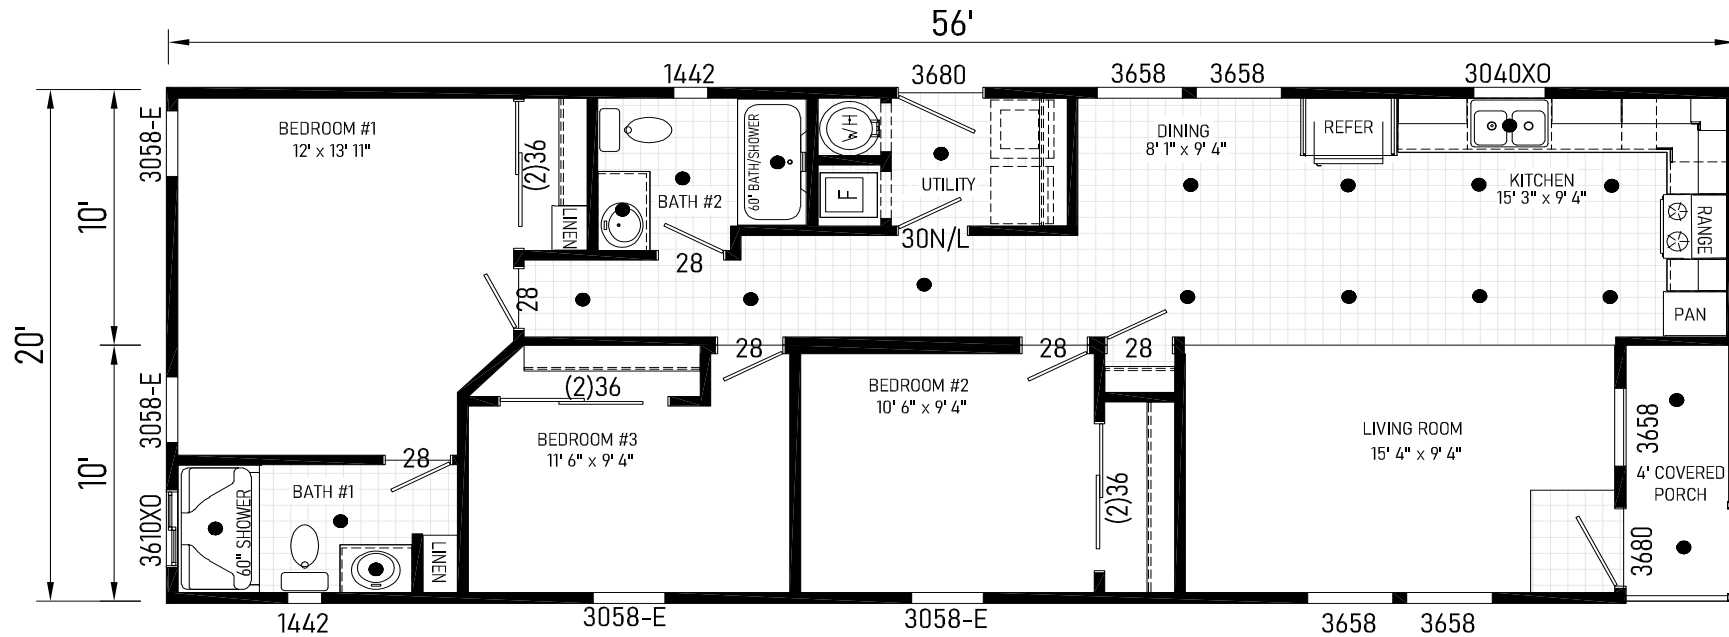 56'
1442
3680
3658
3658
3040XO
20'
10'
10'
3058-E
BEDROOM #1
12' x 13' 11"
(2)36
LINEN
BATH #2
60" BATH/SHOWER
WH
F
UTILITY
DINING
8' 1" x 9' 4"
REFER
KITCHEN
15' 3" x 9' 4"
RANGE
PAN
30N/L
28
28
28
28
28
3058-E
(2)36
BEDROOM #3
11' 6" x 9' 4"
BEDROOM #2
10' 6" x 9' 4"
(2)36
LIVING ROOM
15' 4" x 9' 4"
3658
4' COVERED
PORCH
3680
28
BATH #1
3610XO
60" SHOWER
LINEN
1442
3058-E
3058-E
3658
3658